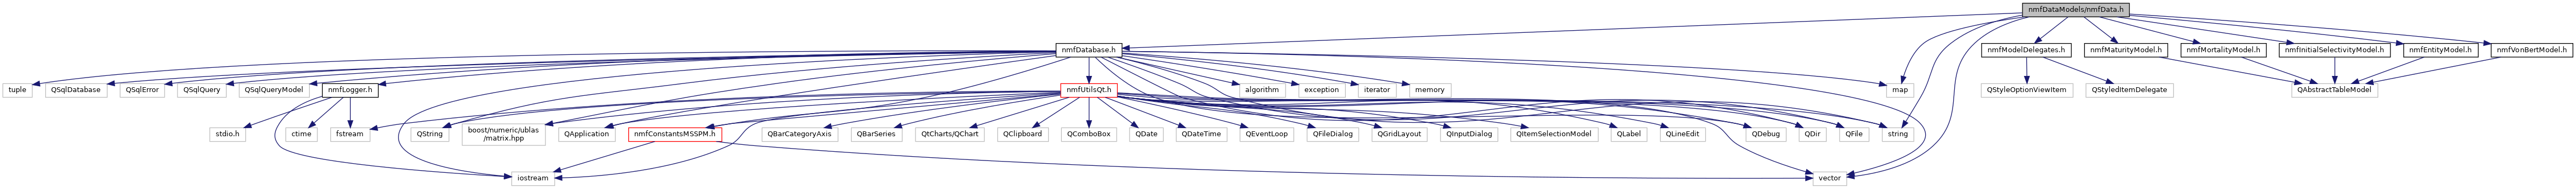 nmfDataModels/nmfData.h
nmfDatabase.h
nmfModelDelegates.h
nmfMaturityModel.h
nmfMortalityModel.h
nmfInitialSelectivityModel.h
nmfEntityModel.h
nmfVonBertModel.h
tuple
QSqlDatabase
QSqlError
QSqlQuery
QSqlQueryModel
nmfLogger.h
nmfUtilsQt.h
algorithm
exception
iterator
memory
map
QStyleOptionViewItem
QStyledItemDelegate
QAbstractTableModel
stdio.h
ctime
fstream
QString
boost/numeric/ublas
/matrix.hpp
QApplication
nmfConstantsMSSPM.h
QBarCategoryAxis
QBarSeries
QtCharts/QChart
QClipboard
QComboBox
QDate
QDateTime
QEventLoop
QFileDialog
QGridLayout
QInputDialog
QItemSelectionModel
QLabel
QLineEdit
QDebug
QDir
QFile
string
iostream
vector